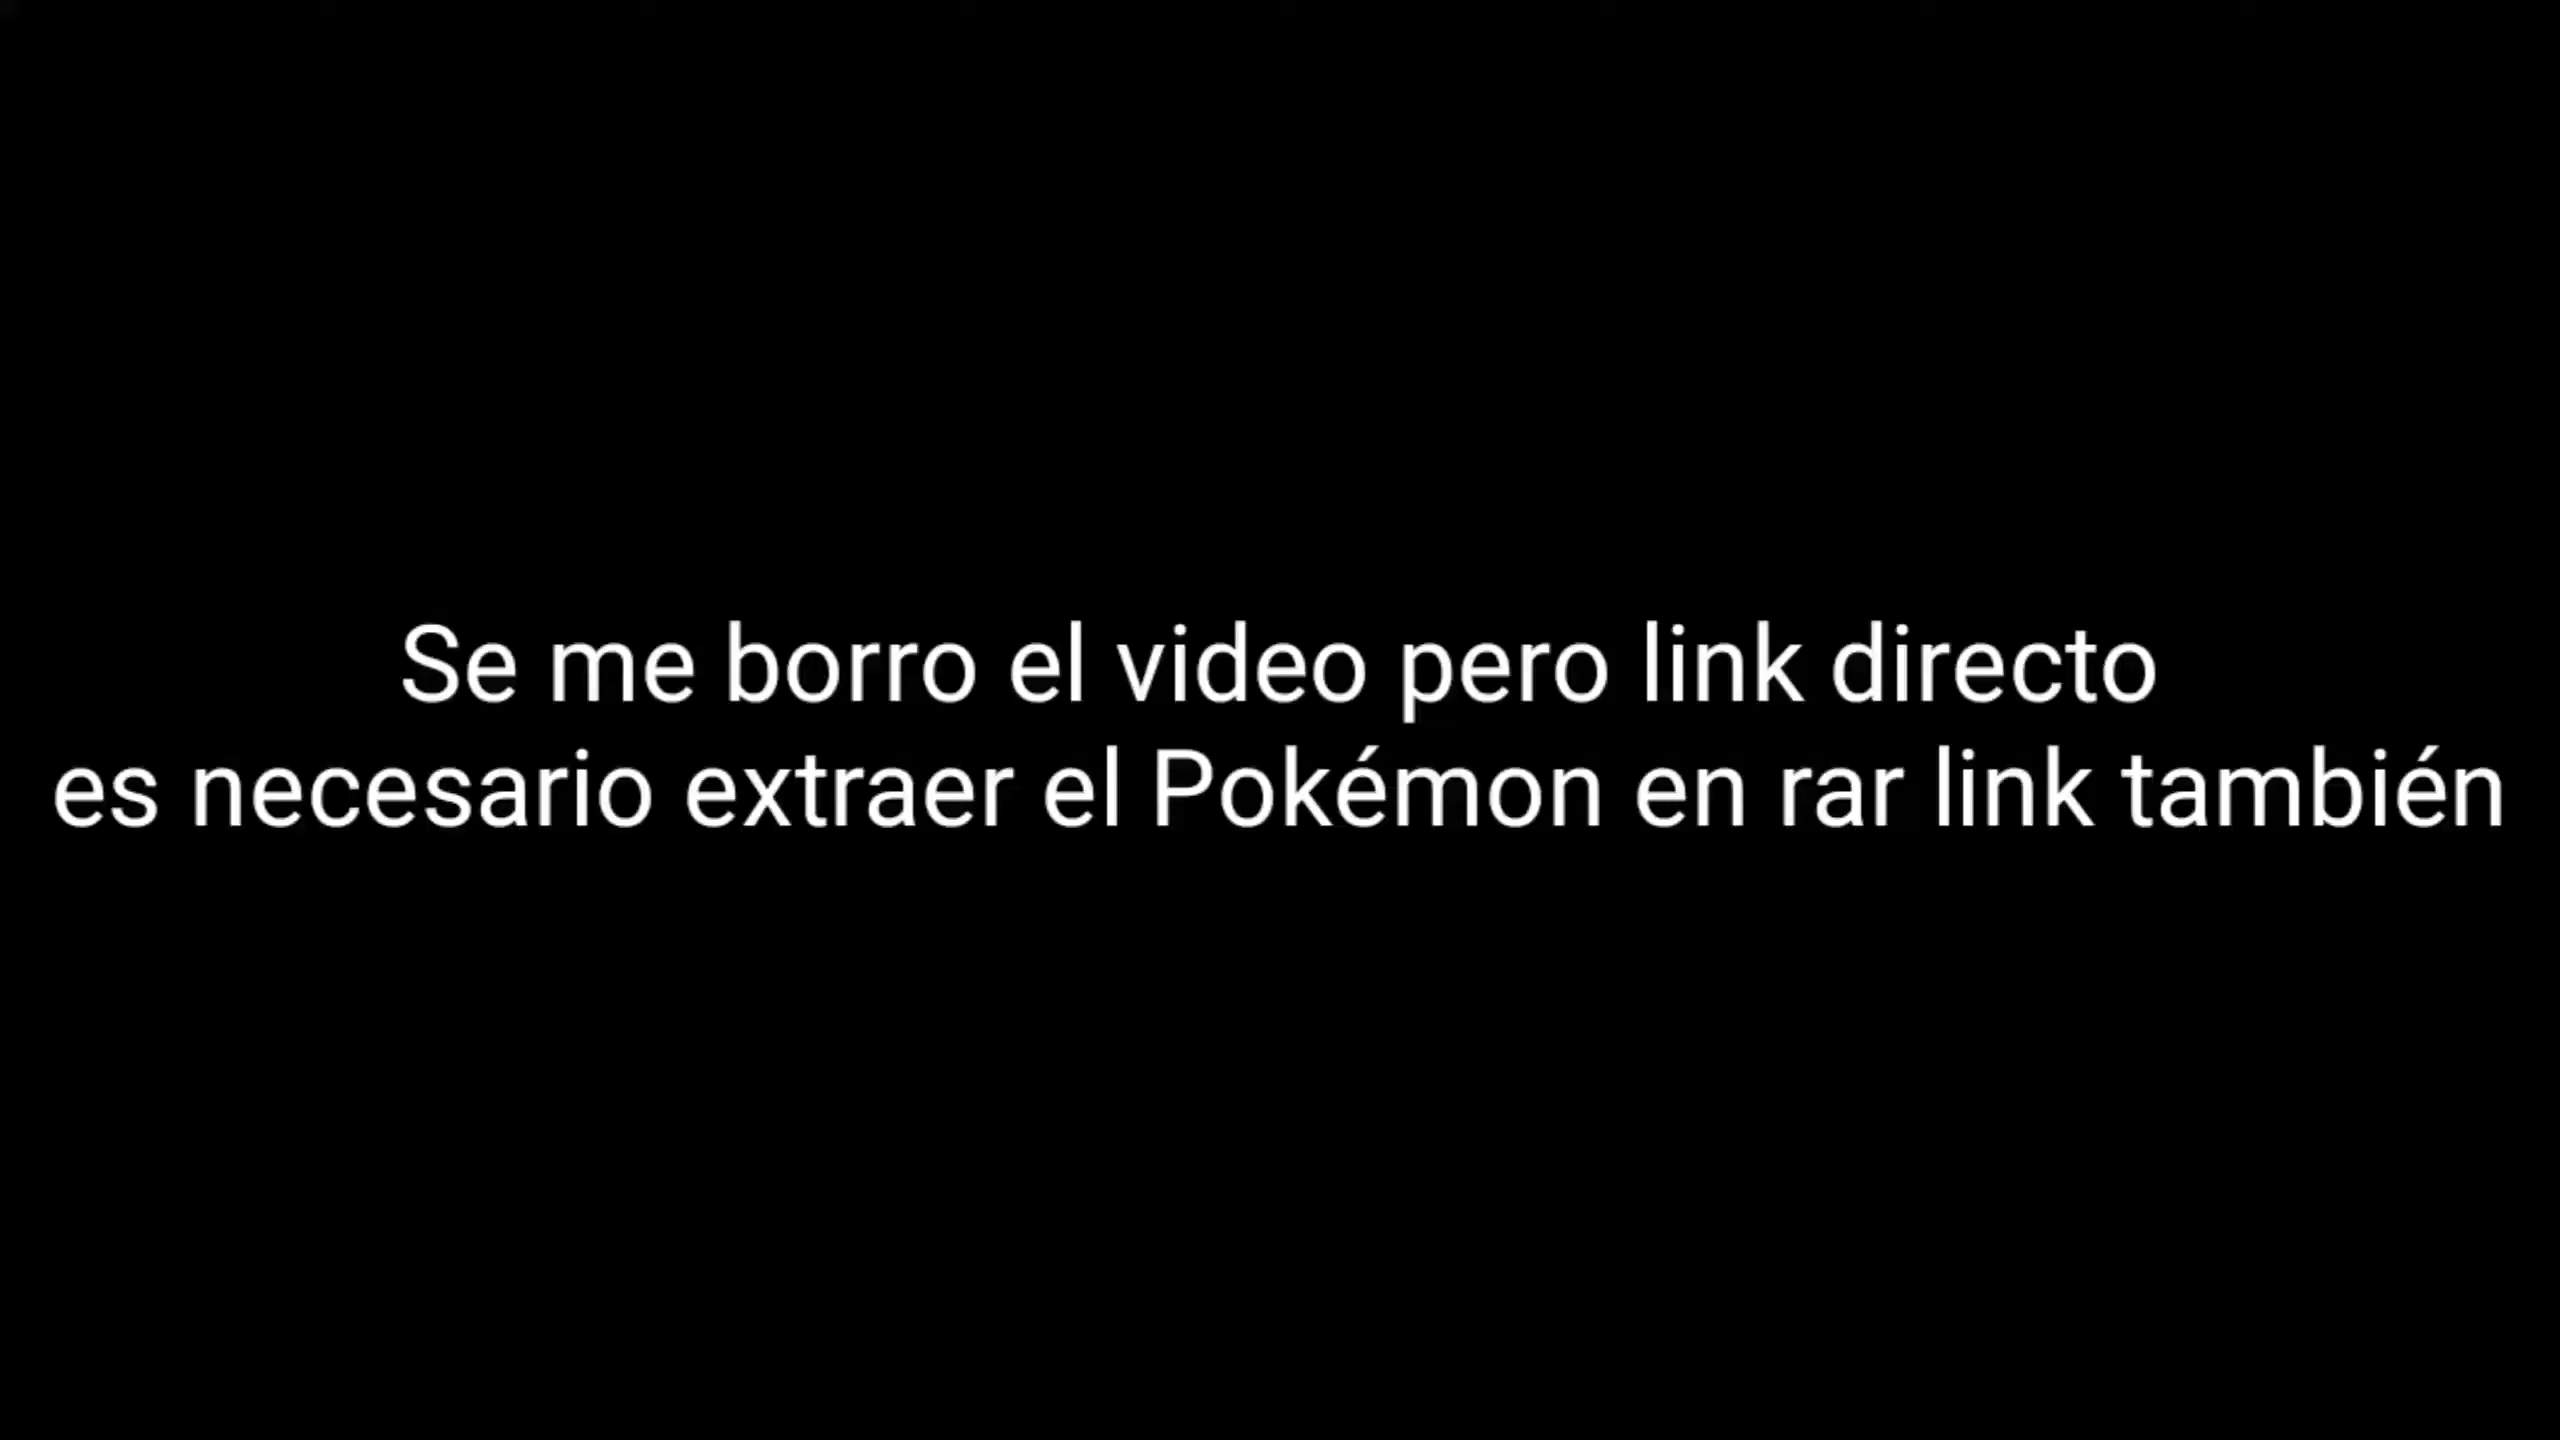 Se me borro el video pero link directo
es necesario extraer el Pokémon en rar link también